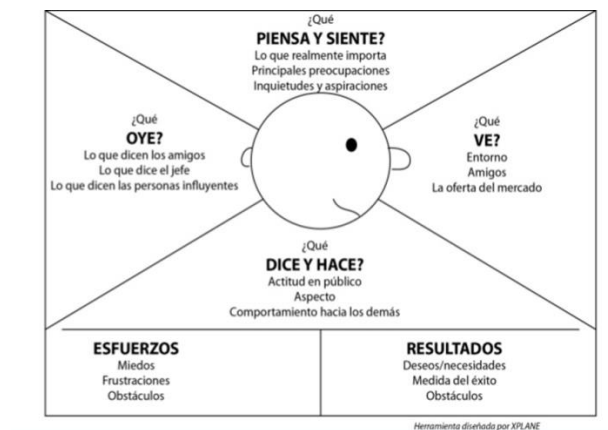 ¿Qué
PIENSA Y SIENTE?
Lo que realmente importa
Principales preocupaciones
Inquietudes y aspiraciones
¿Qué
OYE?
Lo que dicen los amigos
Lo que dice el jefe
Lo que dicen las personas influyentes
¿Qué
VE?
Entorno
Amigos
La oferta del mercado
¿Qué
DICE Y HACE?
Actitud en público
Aspecto
Comportamiento hacia los demás
ESFUERZOS
Miedos
Frustraciones
Obstáculos
RESULTADOS
Deseos/necesidades
Medida del éxito
Obstáculos
Herramienta diseñada por XPLANE